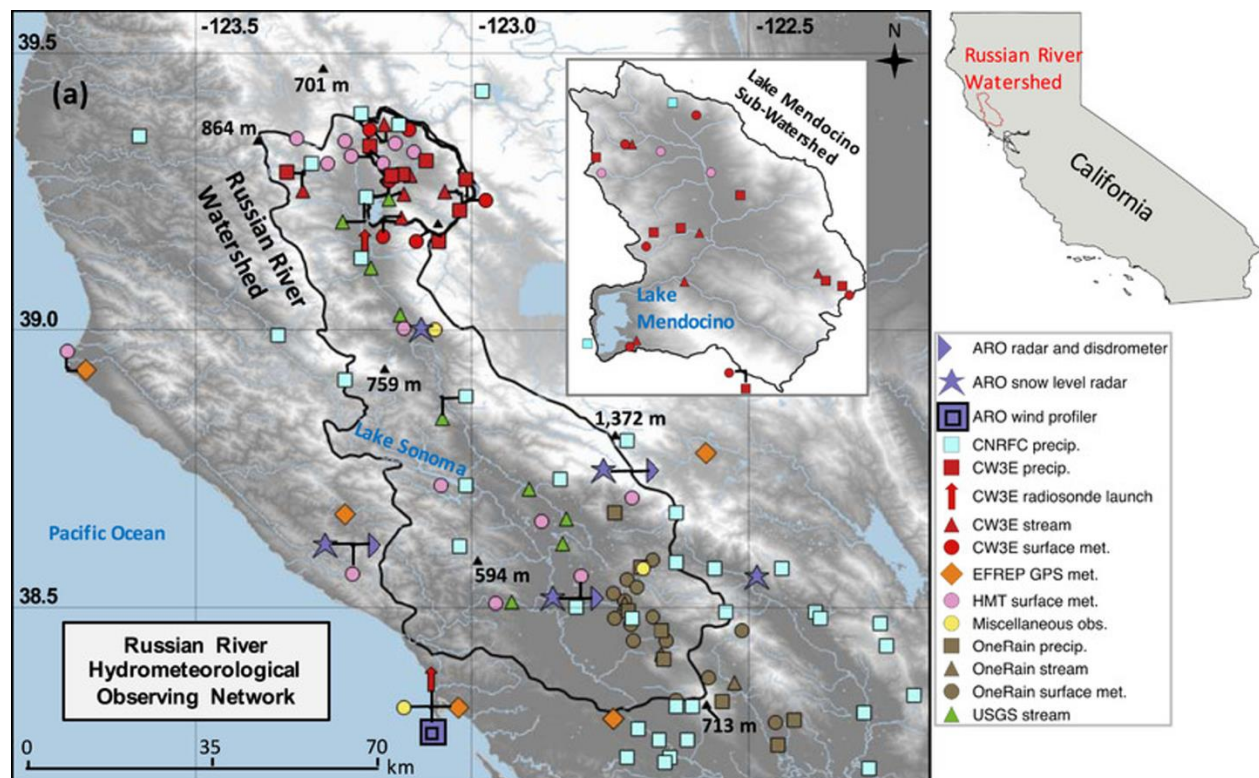 -123.5
-123.0
-122.5
39.5
N
(a)
701 m
864 m
Russian River
Watershed
Lake Mendocino
Sub-Watershed
Lake
Mendocino
39.0
759 m
1,372 m
Lake Sonoma
Pacific Ocean
594 m
38.5
Russian River
Hydrometeorological
Observing Network
713 m
0
35
70
km
Russian River
Watershed
California
ARO radar and disdrometer
ARO snow level radar
ARO wind profiler
CNRFC precip.
CW3E precip.
CW3E radiosonde launch
CW3E stream
CW3E surface met.
EFREP GPS met.
HMT surface met.
Miscellaneous obs.
OneRain precip.
OneRain stream
OneRain surface met.
USGS stream